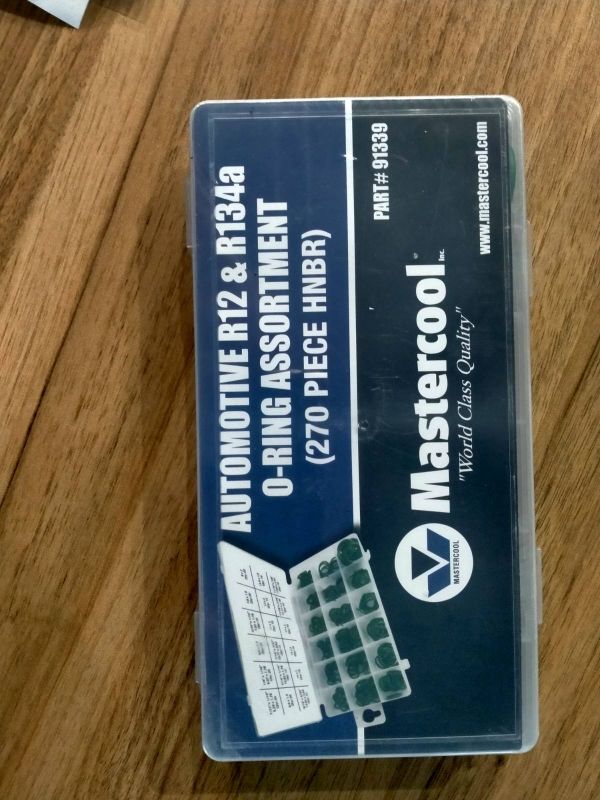 AUTOMOTIVE R12 & R134a
O-RING ASSORTMENT
(270 PIECE HNBR)
PART# 91339
MASTERCOOL
Mastercool Inc.
"World Class Quality"
www.mastercool.com